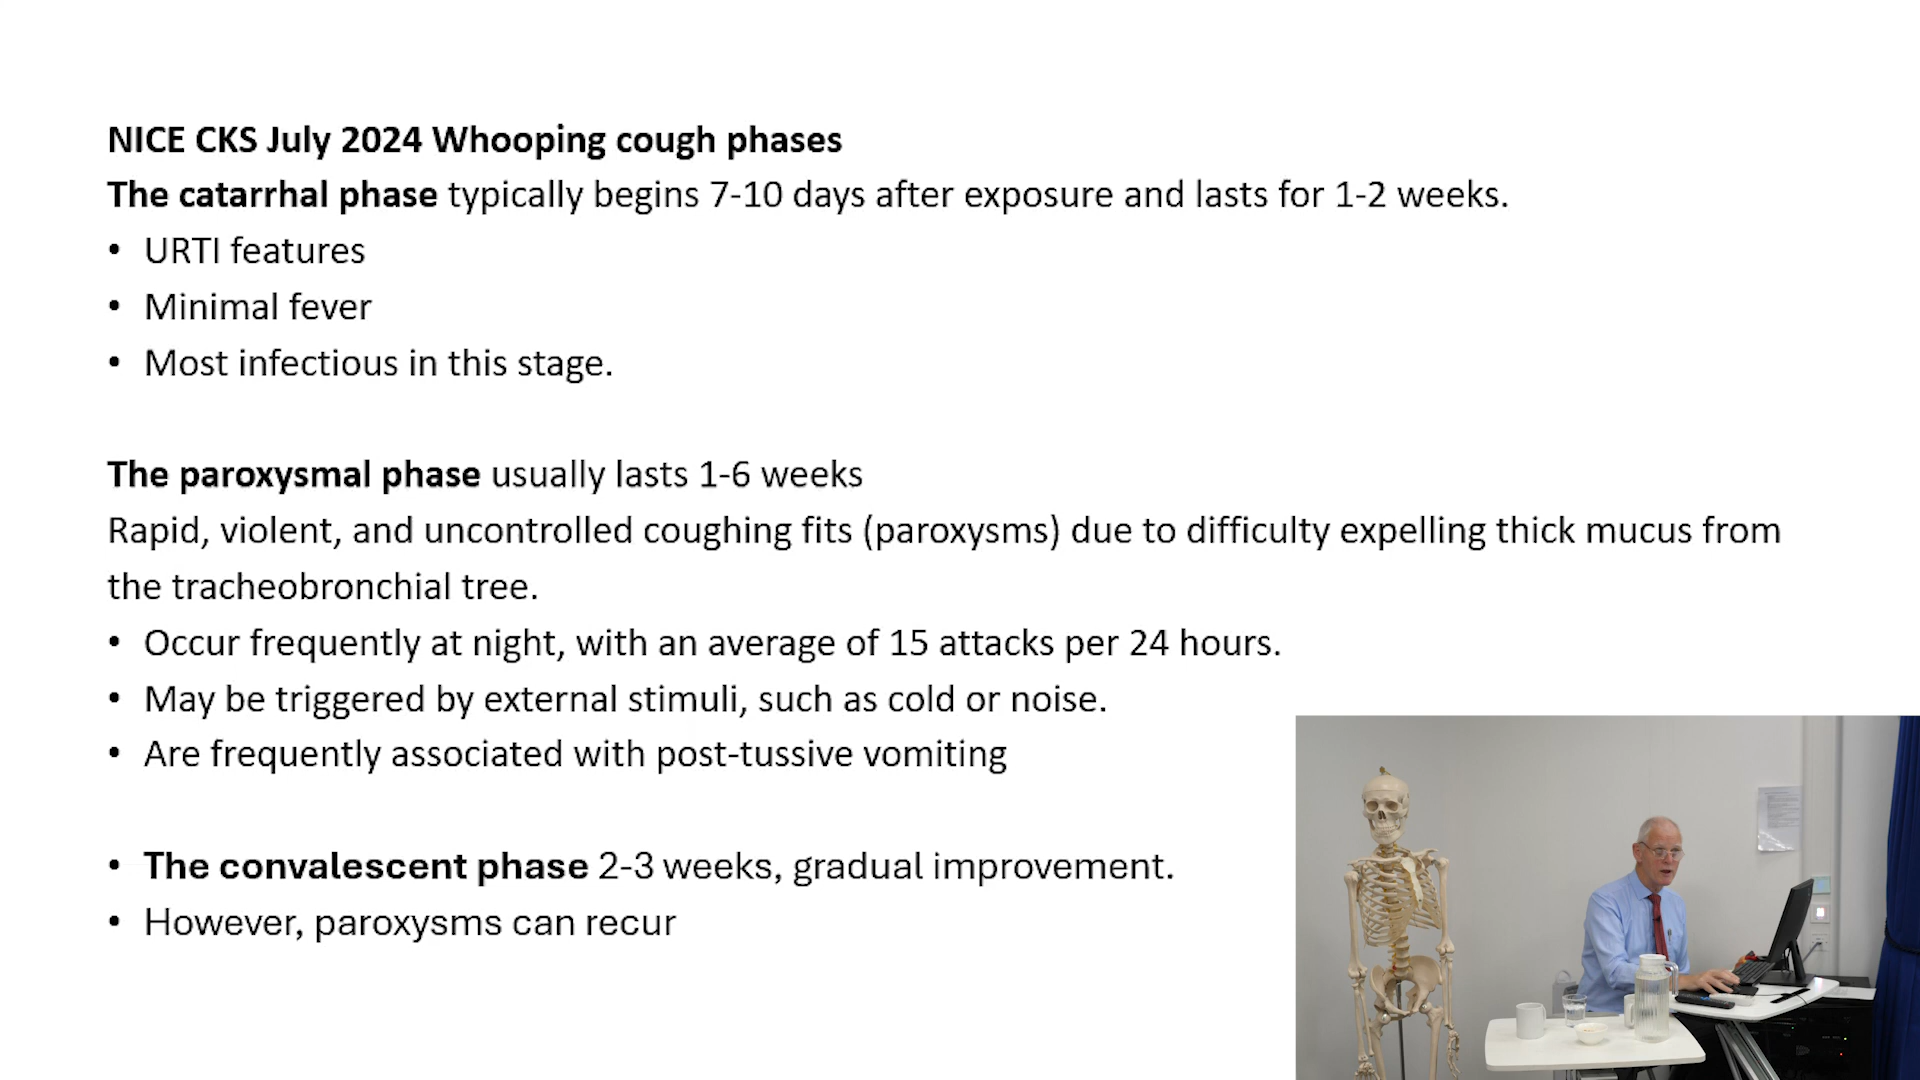 NICE CKS July 2024 Whooping cough phases
The catarrhal phase typically begins 7-10 days after exposure and lasts for 1-2 weeks.
• URTI features
• Minimal fever
• Most infectious in this stage.
The paroxysmal phase usually lasts 1-6 weeks
Rapid, violent, and uncontrolled coughing fits (paroxysms) due to difficulty expelling thick mucus from
the tracheobronchial tree.
• Occur frequently at night, with an average of 15 attacks per 24 hours.
• May be triggered by external stimuli, such as cold or noise.
• Are frequently associated with post-tussive vomiting
• The convalescent phase 2-3 weeks, gradual improvement.
• However, paroxysms can recur